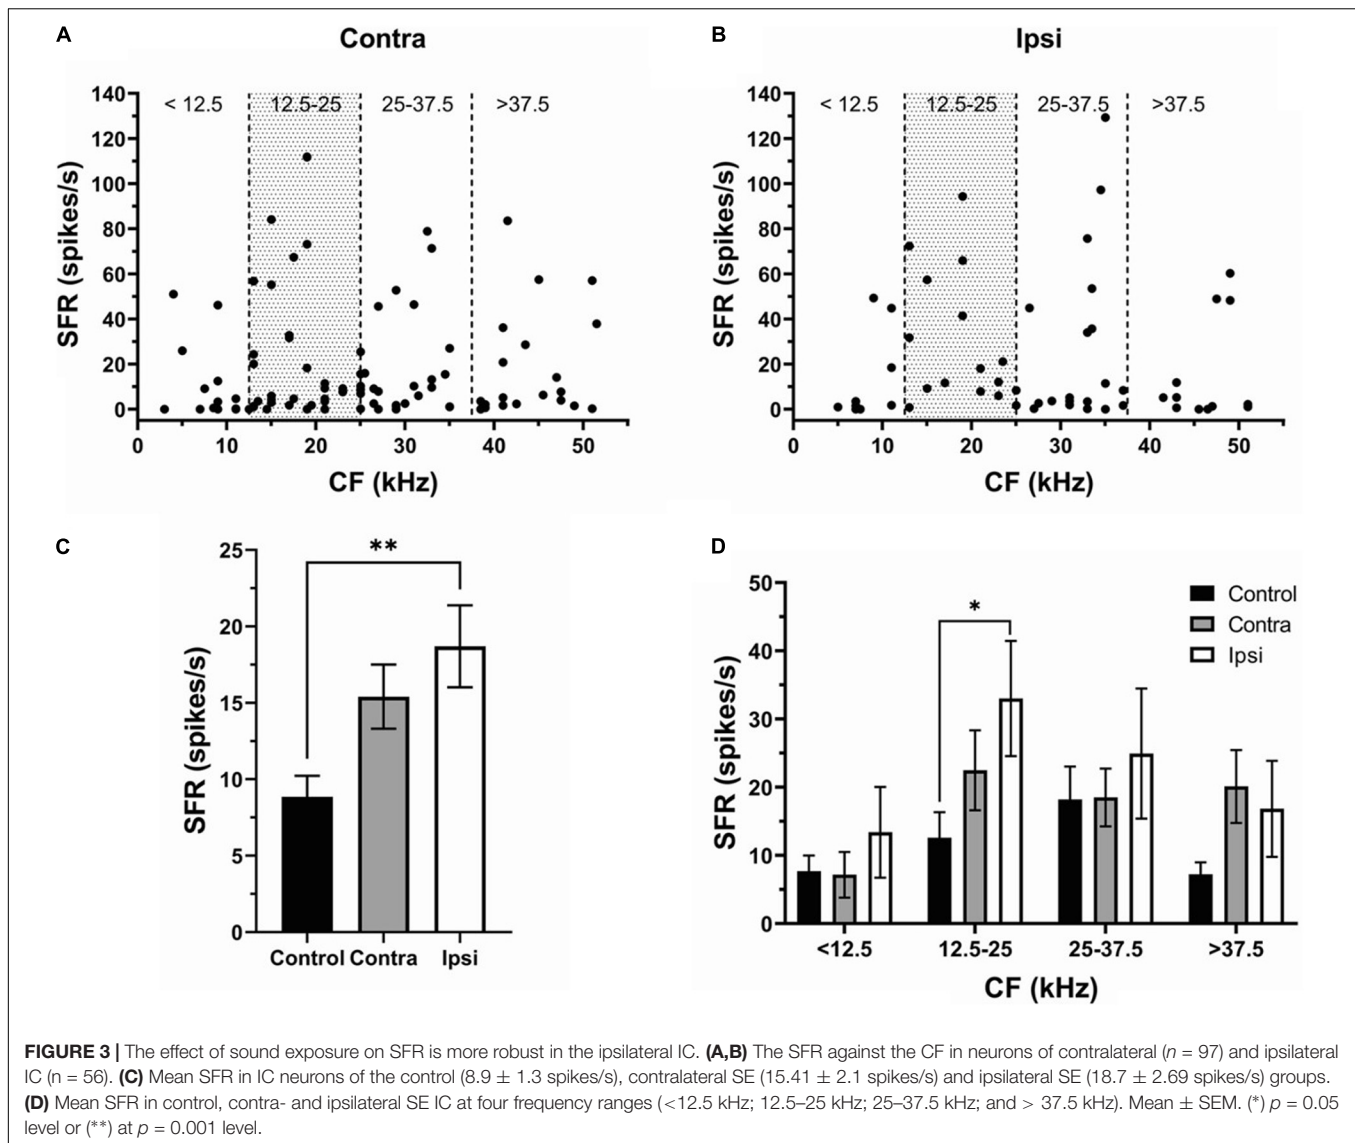 A
Contra
B
Ipsi
140
120
100
80
60
40
20
0
SFR (spikes/s)
< 12.5
12.5-25
25-37.5
>37.5
0
10
20
30
40
50
CF (kHz)
140
120
100
80
60
40
20
0
SFR (spikes/s)
< 12.5
12.5-25
25-37.5
>37.5
0
10
20
30
40
50
CF (kHz)
C
25
20
15
10
5
0
SFR (spikes/s)
**
Control
Contra
Ipsi
D
50
40
30
20
10
0
SFR (spikes/s)
*
Control
Contra
Ipsi
<12.5
12.5-25
25-37.5
>37.5
CF (kHz)
FIGURE 3 | The effect of sound exposure on SFR is more robust in the ipsilateral IC. (A,B) The SFR against the CF in neurons of contralateral (n = 97) and ipsilateral
IC (n = 56). (C) Mean SFR in IC neurons of the control (8.9 ± 1.3 spikes/s), contralateral SE (15.41 ± 2.1 spikes/s) and ipsilateral SE (18.7 ± 2.69 spikes/s) groups.
(D) Mean SFR in control, contra- and ipsilateral SE IC at four frequency ranges (<12.5 kHz; 12.5–25 kHz; 25–37.5 kHz; and > 37.5 kHz). Mean ± SEM. (*) p = 0.05
level or (**) at p = 0.001 level.